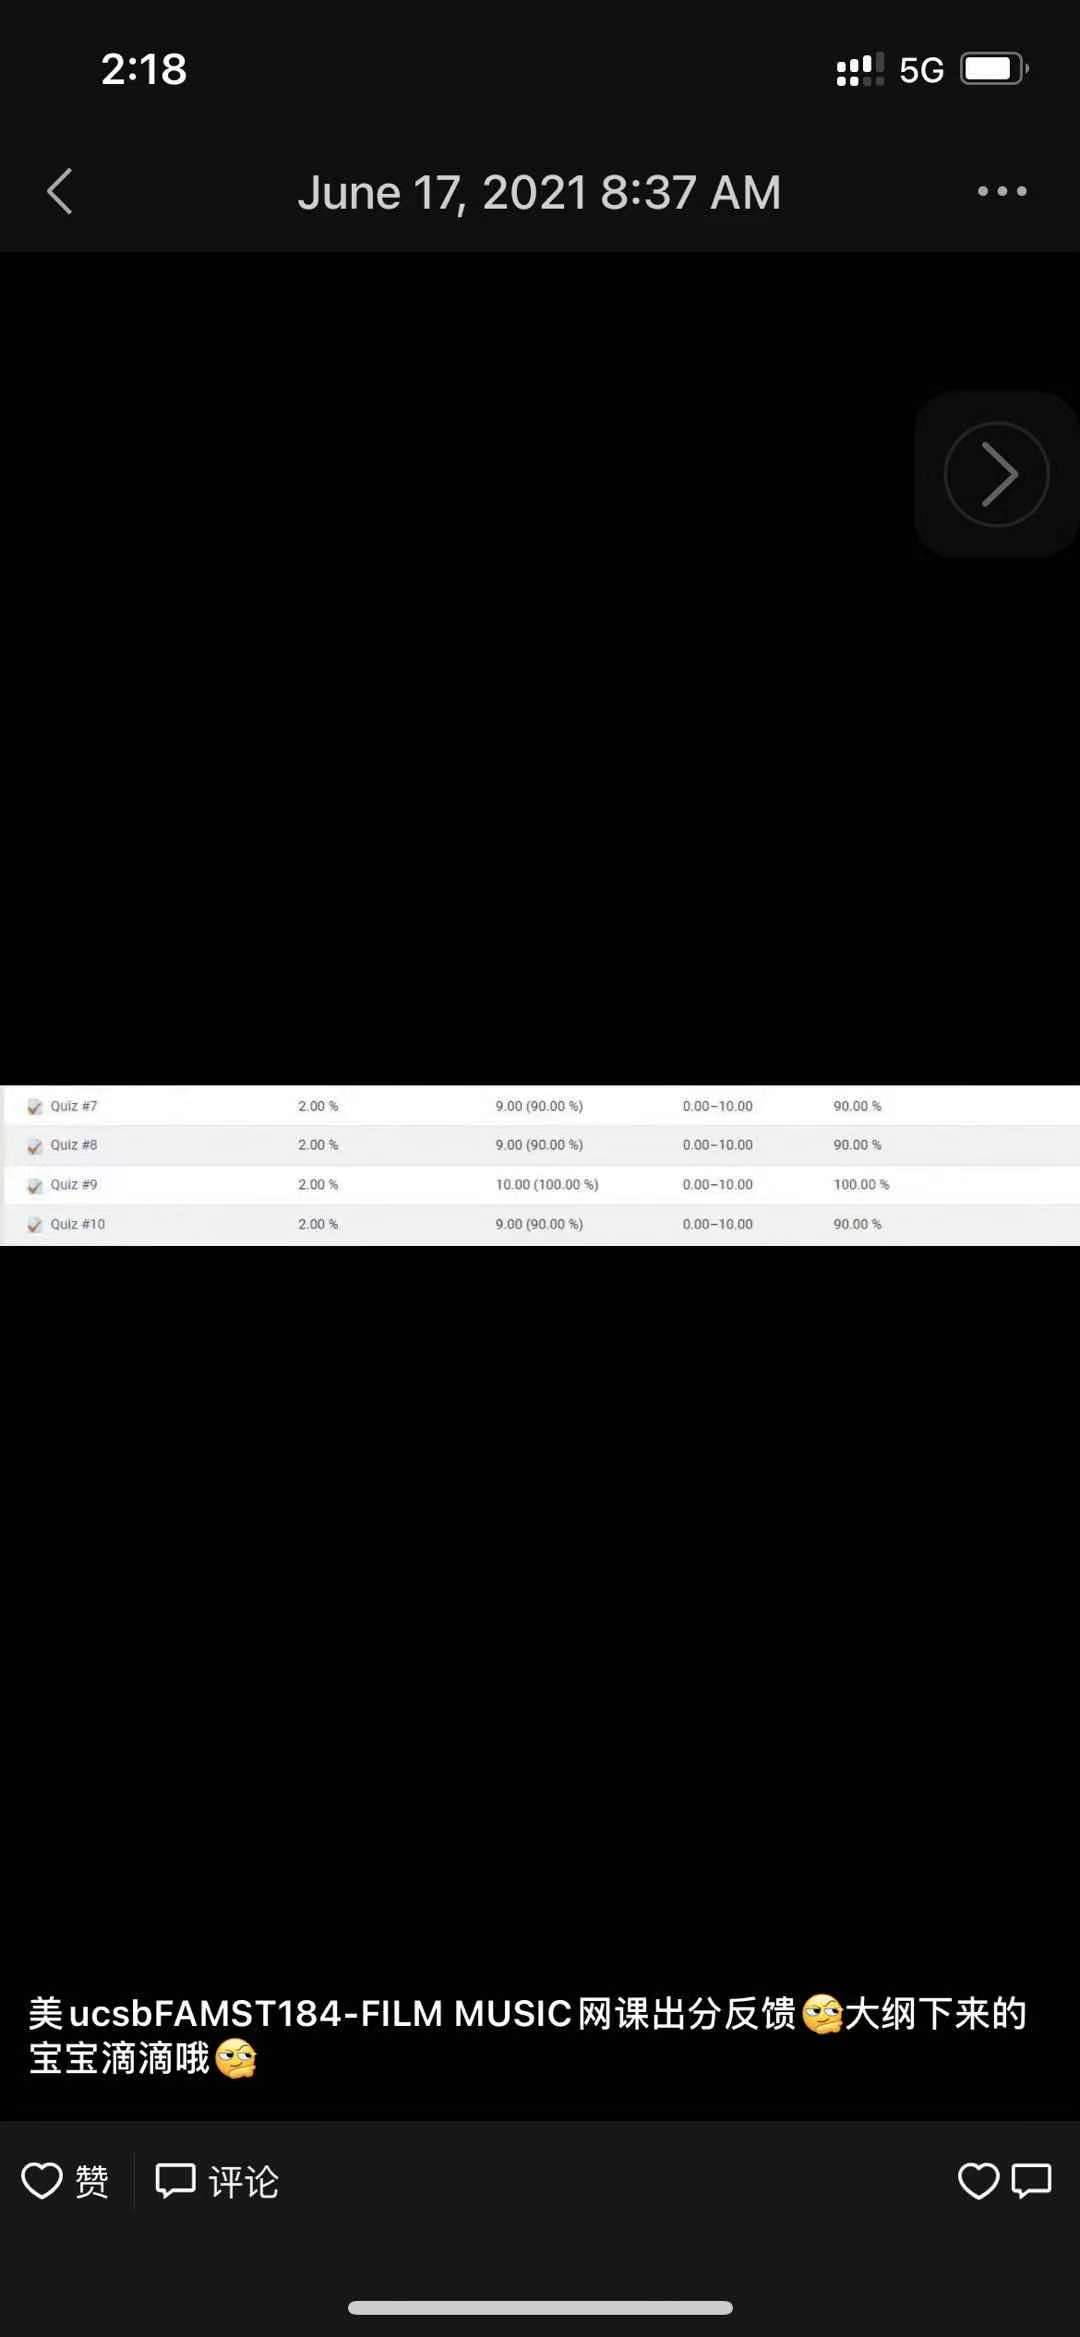 2:18 5G
June 17, 2021 8:37 AM
Quiz #7 2.00 % 9.00 (90.00 %) 0.00–10.00 90.00 %
Quiz #8 2.00 % 9.00 (90.00 %) 0.00–10.00 90.00 %
Quiz #9 2.00 % 10.00 (100.00 %) 0.00–10.00 100.00 %
Quiz #10 2.00 % 9.00 (90.00 %) 0.00–10.00 90.00 %
美ucsbFAMST184-FILM MUSIC网课出分反馈大纲下来的
宝宝滴滴哦
赞 评论